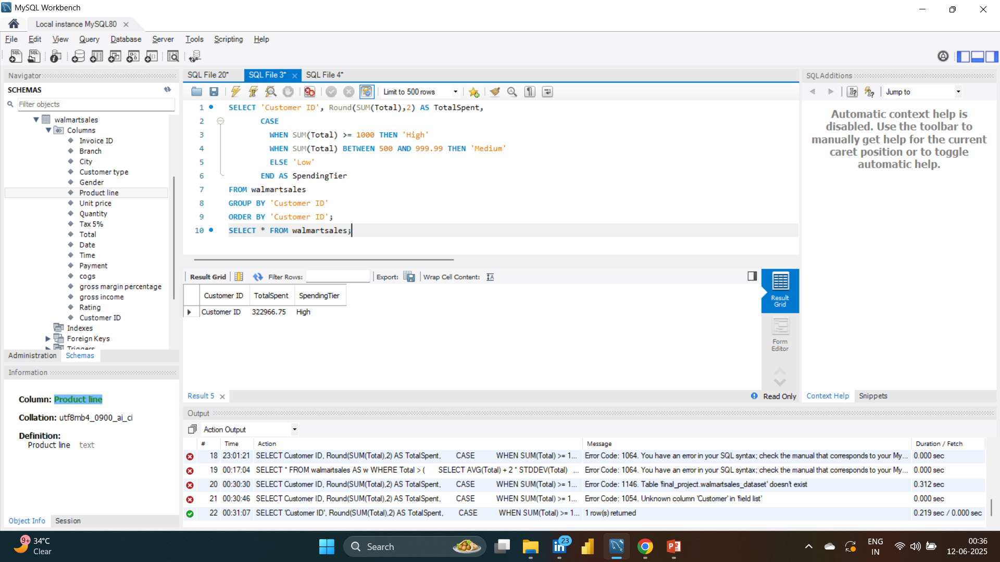 MySQL Workbench
Local instance MySQL80
File Edit View Query Database Server Tools Scripting Help
Navigator
SCHEMAS
Filter objects
walmartsales
Columns
Invoice ID
Branch
City
Customer type
Gender
Product line
Unit price
Quantity
Tax 5%
Total
Date
Time
Payment
cogs
gross margin percentage
gross income
Rating
Customer ID
Indexes
Foreign Keys
Triggers
Administration Schemas
Information
Column: Product line
Collation: utf8mb4_0900_ai_ci
Definition:
Product line text
Object Info Session
SQL File 20* SQL File 3* SQL File 4*
Limit to 500 rows
1 SELECT 'Customer ID', Round(SUM(Total),2) AS TotalSpent,
2 CASE
3 WHEN SUM(Total) >= 1000 THEN 'High'
4 WHEN SUM(Total) BETWEEN 500 AND 999.99 THEN 'Medium'
5 ELSE 'Low'
6 END AS SpendingTier
7 FROM walmartsales
8 GROUP BY 'Customer ID'
9 ORDER BY 'Customer ID';
10 SELECT * FROM walmartsales;
Result Grid Filter Rows: Export: Wrap Cell Content:
Customer ID TotalSpent SpendingTier
Customer ID 322966.75 High
Result
Grid
Form
Editor
Result 5
Read Only
SQLAdditions
Jump to
Automatic context help is
disabled. Use the toolbar to
manually get help for the current
caret position or to toggle
automatic help.
Context Help Snippets
Output
Action Output
# Time Action Message Duration / Fetch
18 23:01:21 SELECT Customer ID, Round(SUM(Total),2) AS TotalSpent, CASE WHEN SUM(Total) >= 1... Error Code: 1064. You have an error in your SQL syntax; check the manual that corresponds to your My... 0.000 sec
19 00:17:04 SELECT * FROM walmartsales AS w WHERE Total > ( SELECT AVG(Total) + 2 * STDDEV(Total) ... Error Code: 1064. You have an error in your SQL syntax; check the manual that corresponds to your My... 0.000 sec
20 00:30:30 SELECT Customer ID, Round(SUM(Total),2) AS TotalSpent, CASE WHEN SUM(Total) >= 1... Error Code: 1146. Table 'final_project.walmartsales_dataset' doesn't exist 0.312 sec
21 00:30:46 SELECT Customer ID, Round(SUM(Total),2) AS TotalSpent, CASE WHEN SUM(Total) >= 1... Error Code: 1054. Unknown column 'Customer' in 'field list' 0.000 sec
22 00:31:07 SELECT 'Customer ID', Round(SUM(Total),2) AS TotalSpent, CASE WHEN SUM(Total) >= 1... 1 row(s) returned 0.219 sec / 0.000 sec
9+ 34°C
Clear
Search
23
ENG
IN
00:36
12-06-2025